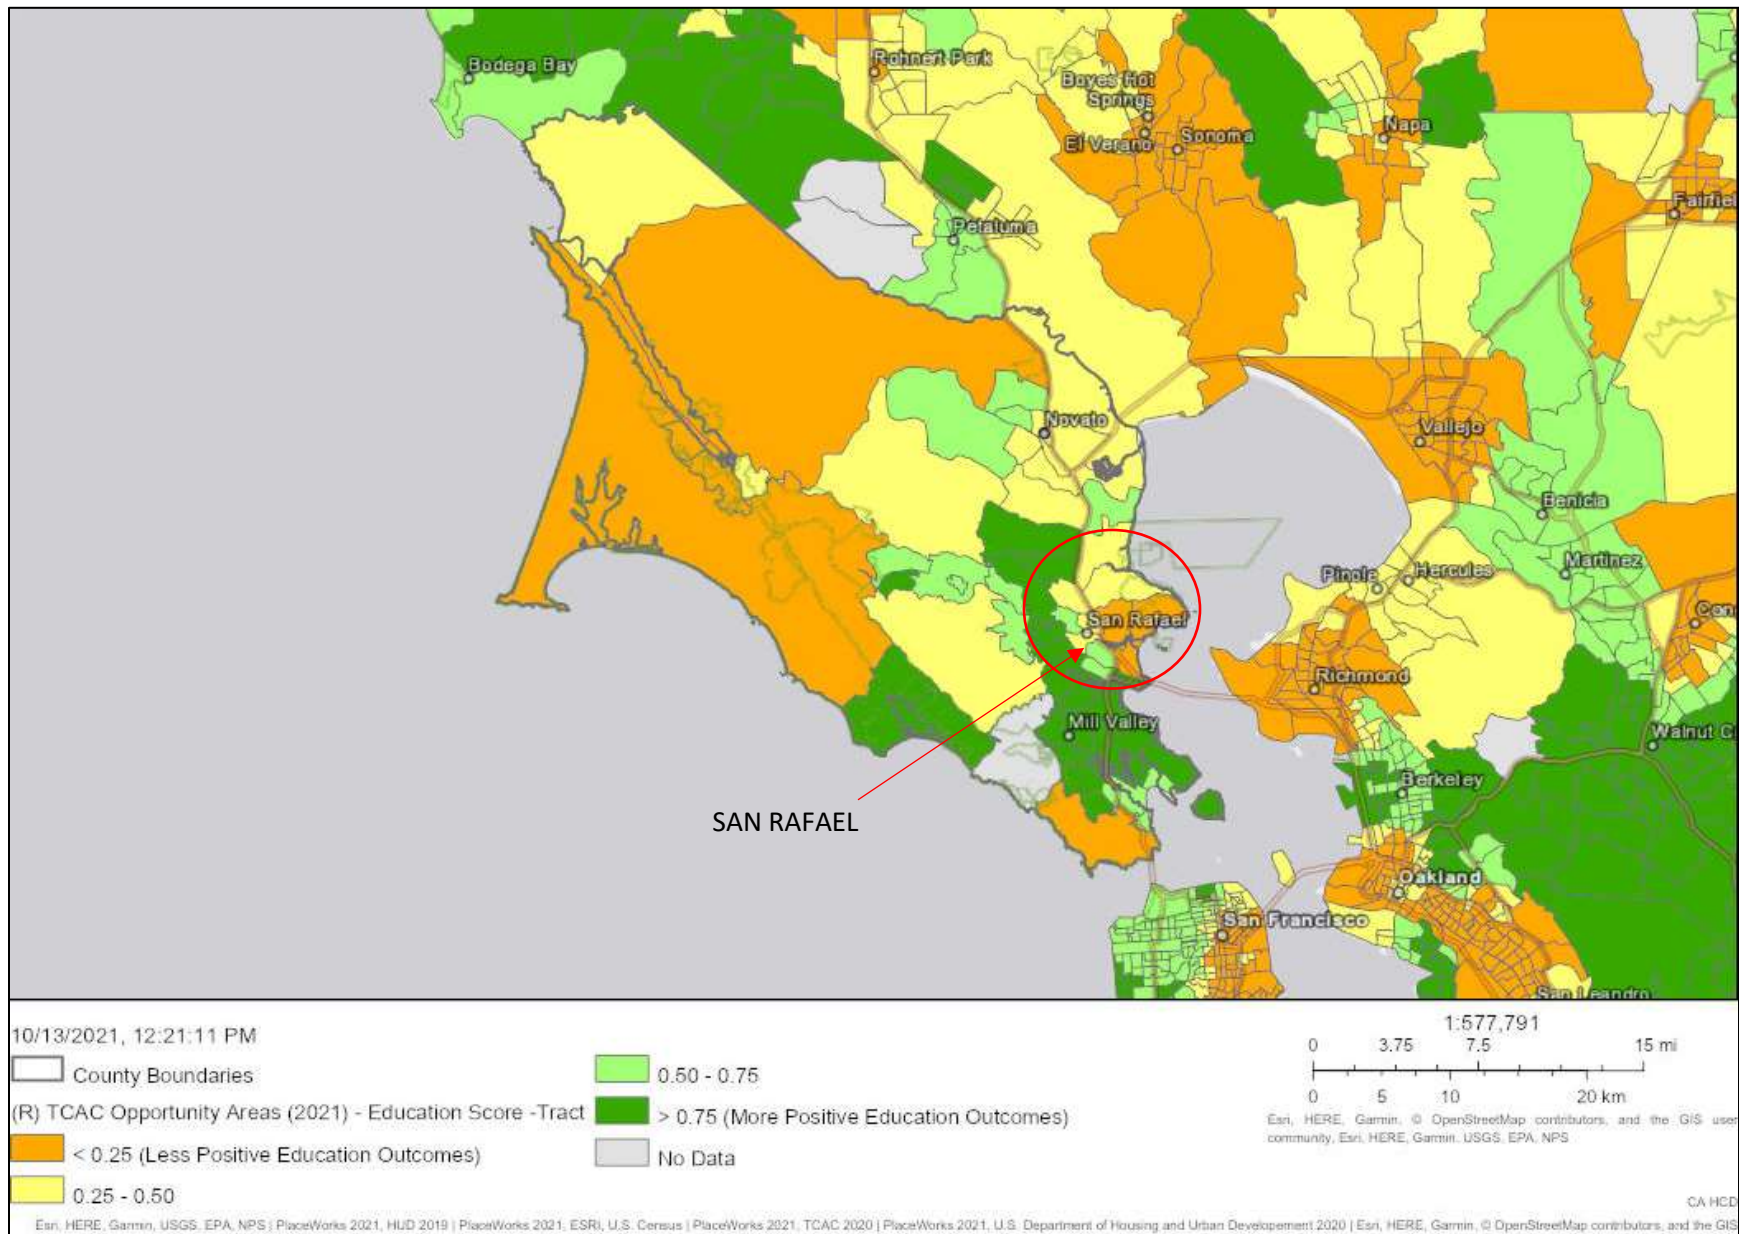 Bodega Bay
Rohnert Park
Boyes Hot
Springs
El Verano
Sonoma
Napa
Fairfiel
Petaluma
Novato
Vallejo
Benicia
Martinez
Pinole
Hercules
Con
San Rafael
Richmond
Mill Valley
Walnut C
Berkeley
SAN RAFAEL
Oakland
San Francisco
San Leandro
10/13/2021, 12:21:11 PM
County Boundaries
(R) TCAC Opportunity Areas (2021) - Education Score -Tract
< 0.25 (Less Positive Education Outcomes)
0.25 - 0.50
0.50 - 0.75
> 0.75 (More Positive Education Outcomes)
No Data
1:577,791
0 3.75 7.5 15 mi
0 5 10 20 km
Esri, HERE, Garmin, © OpenStreetMap contributors, and the GIS user
community, Esri, HERE, Garmin, USGS, EPA, NPS
CA HCD
Esri, HERE, Garmin, USGS, EPA, NPS | PlaceWorks 2021, HUD 2019 | PlaceWorks 2021, ESRI, U.S. Census | PlaceWorks 2021, TCAC 2020 | PlaceWorks 2021, U.S. Department of Housing and Urban Developement 2020 | Esri, HERE, Garmin, © OpenStreetMap contributors, and the GIS